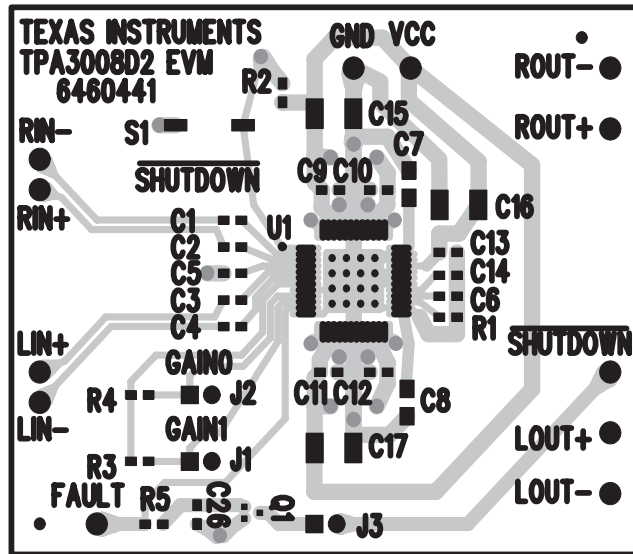 TEXAS INSTRUMENTS
TPA3008D2 EVM
6460441
GND VCC
ROUT-
R2
S1
C15
ROUT+
RIN-
C7
SHUTDOWN
C9 C10
RIN+
C1
U1
C16
C2
C13
C5
C14
C3
C6
C4
R1
LIN+
SHUTDOWN
GAIN0
C11 C12
R4
J2
C8
LIN-
GAIN1
LOUT+
C17
R3
J1
FAULT
R5
C26
Q1
J3
LOUT-